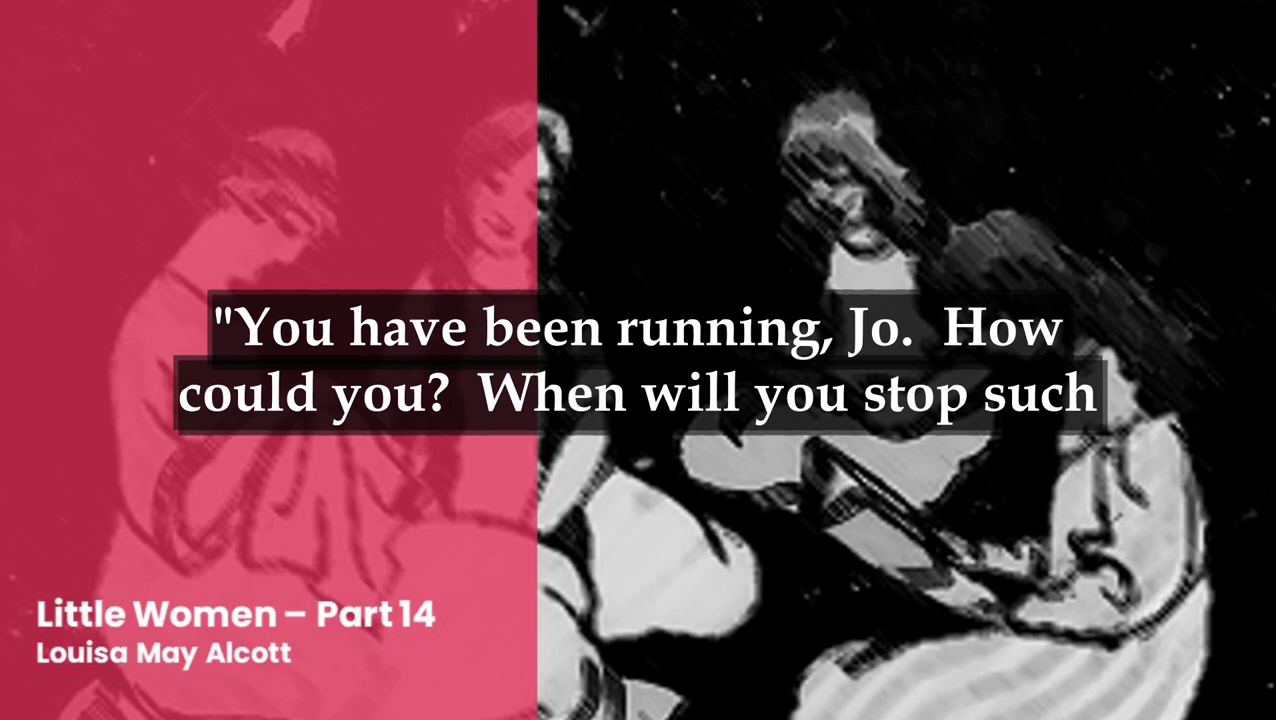 "You have been running, Jo.  How
could you?  When will you stop such
Little Women – Part 14
Louisa May Alcott